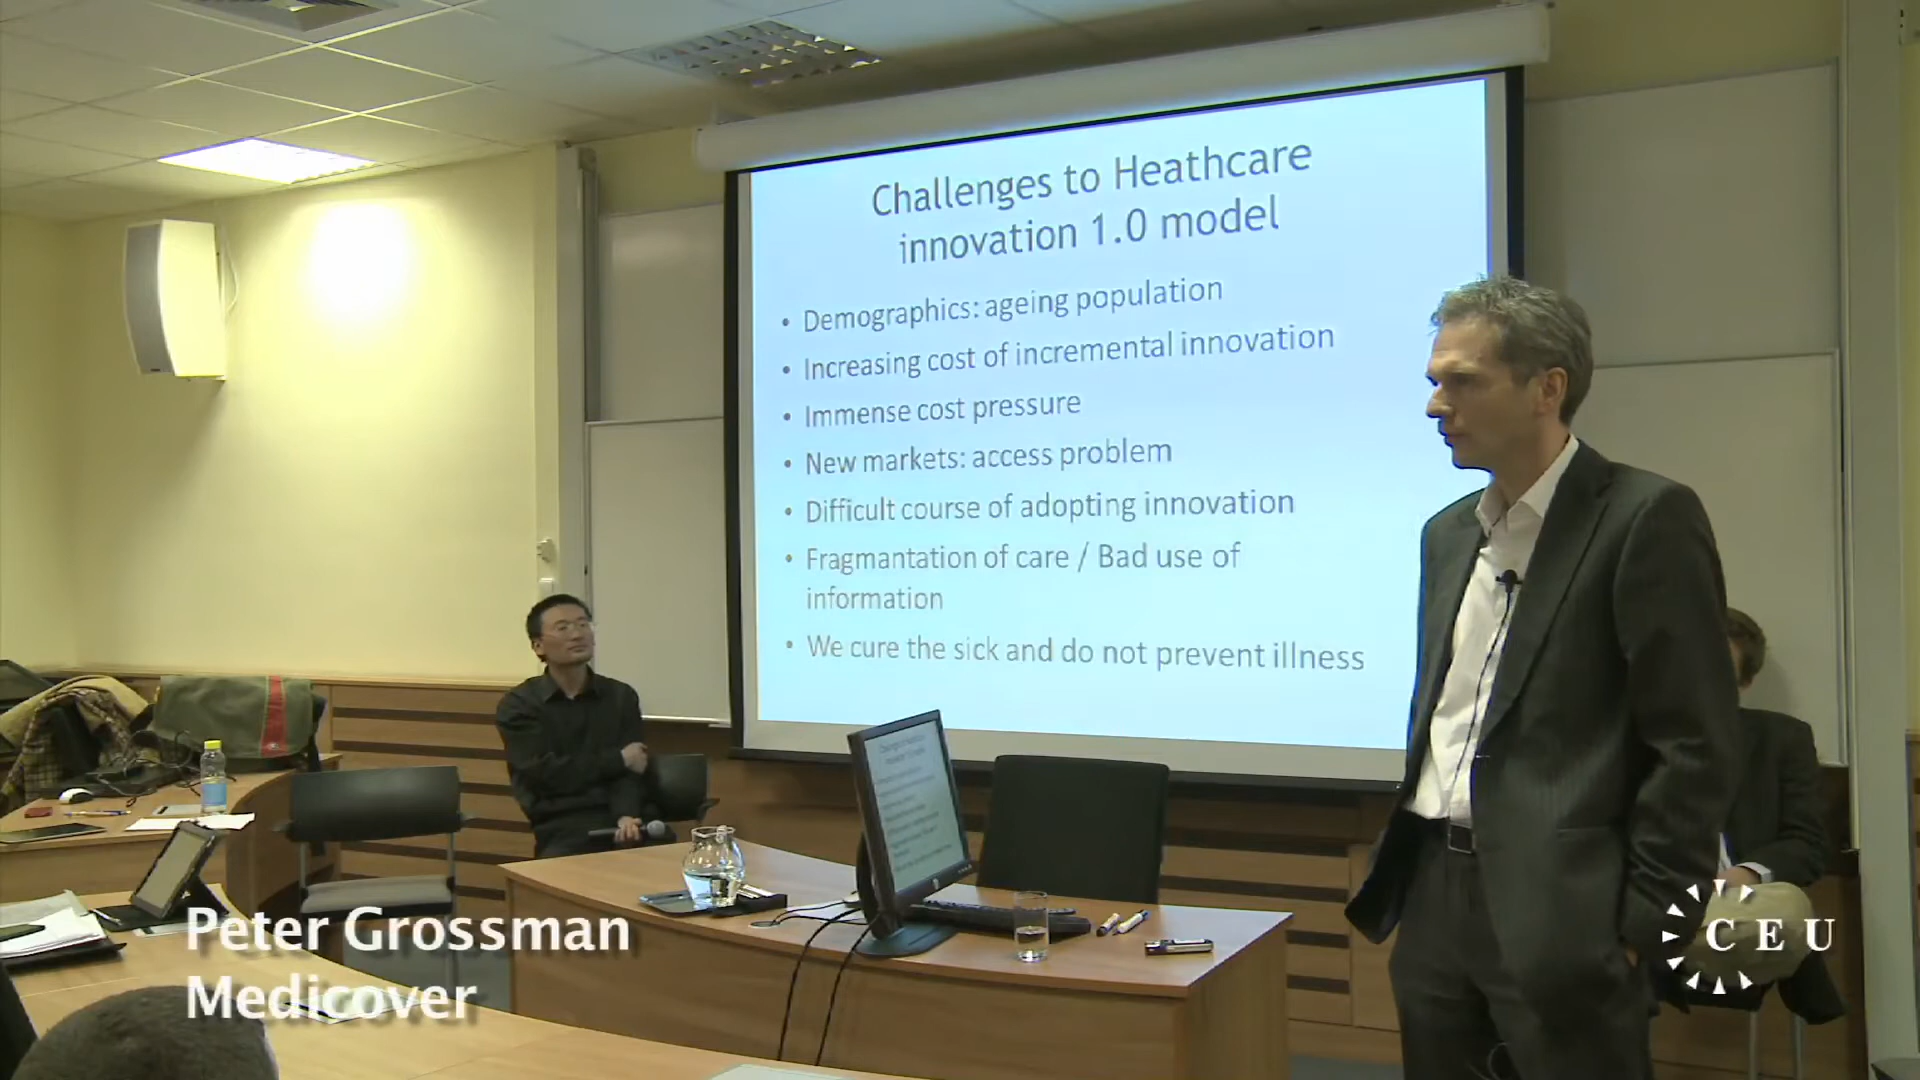 Challenges to Heathcare
innovation 1.0 model
• Demographics: ageing population
• Increasing cost of incremental innovation
• Immense cost pressure
• New markets: access problem
• Difficult course of adopting innovation
• Fragmantation of care / Bad use of
information
• We cure the sick and do not prevent illness
Peter Grossman
Medicover
CEU